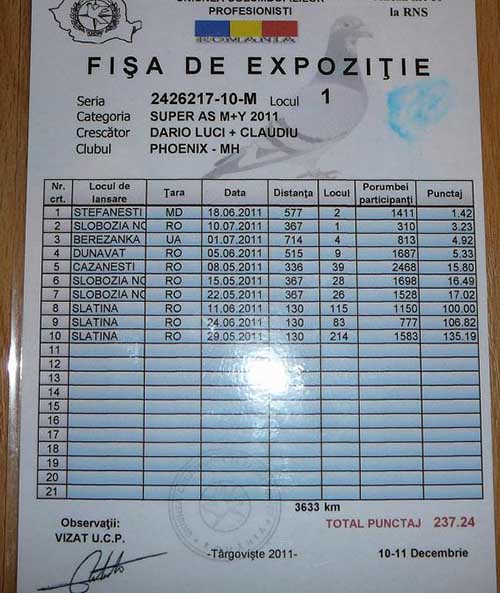 UNIUNEA COLUMBOFILILOR
PROFESIONISTI
la RNS
ROMANIA
FIŞA DE EXPOZIŢIE
Seria 2426217-10-M Locul 1
Categoria SUPER AS M+Y 2011
Crescător DARIO LUCI + CLAUDIU
Clubul PHOENIX - MH
Nr. crt. Locul de lansare Ţara Data Distanţa Locul Porumbei participanţi Punctaj
1 STEFANESTI MD 18.06.2011 577 2 1411 1.42
2 SLOBOZIA NO RO 10.07.2011 367 1 310 3.23
3 BEREZANKA UA 01.07.2011 714 4 813 4.92
4 DUNAVAT RO 05.06.2011 515 9 1687 5.33
5 CAZANESTI RO 08.05.2011 336 39 2468 15.80
6 SLOBOZIA NO RO 15.05.2011 367 28 1698 16.49
7 SLOBOZIA NO RO 22.05.2011 367 26 1528 17.02
8 SLATINA RO 11.06.2011 130 115 1150 100.00
9 SLATINA RO 24.06.2011 130 83 777 106.82
10 SLATINA RO 29.05.2011 130 214 1583 135.19
11
12
13
14
15
16
17
18
19
20
21
3633 km
Observaţii: TOTAL PUNCTAJ 237.24
VIZAT U.C.P.
-Târgovişte 2011- 10-11 Decembrie